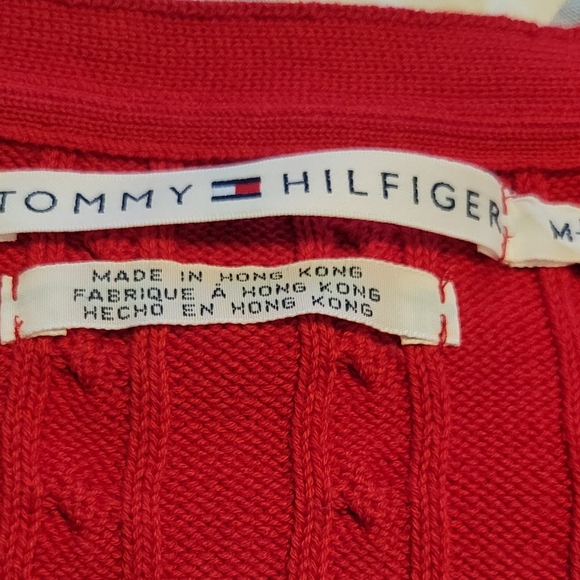 TOMMY HILFIGER
M-
MADE IN HONG KONG
FABRIQUE À HONG KONG
HECHO EN HONG KONG